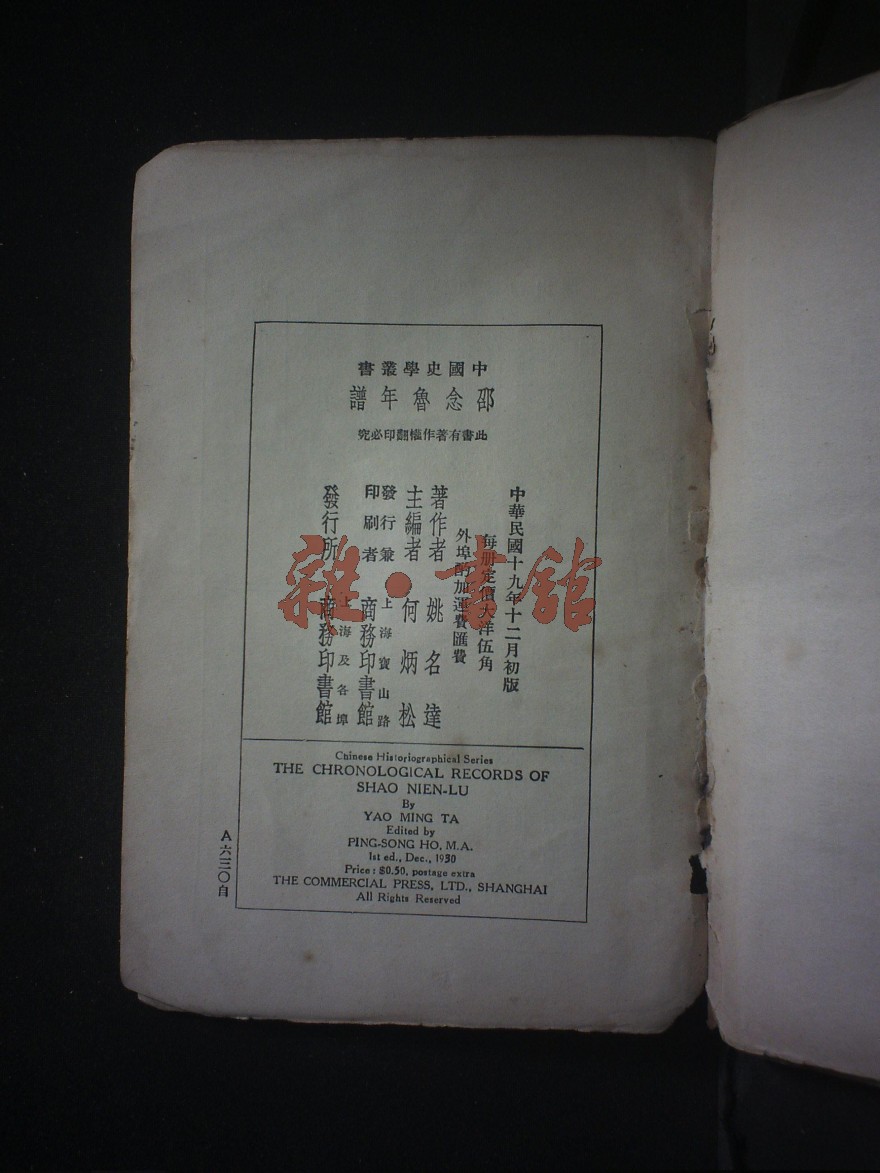 中國史學叢書
邵念魯年譜
此書有著作權翻印必究
中華民國十九年十二月初版
每册定價大洋伍角
外埠酌加運費匯費
著作者 姚名達
主編者 何炳松
發行兼印刷者 上海寶山路 商務印書館
發行所 上海及各埠 商務印書館
雜·書館
Chinese Historiographical Series
THE CHRONOLOGICAL RECORDS OF
SHAO NIEN-LU
By
YAO MING TA
Edited by
PING-SONG HO, M.A.
1st ed., Dec., 1930
Price : $0.50, postage extra
THE COMMERCIAL PRESS, LTD., SHANGHAI
All Rights Reserved
A六三〇自